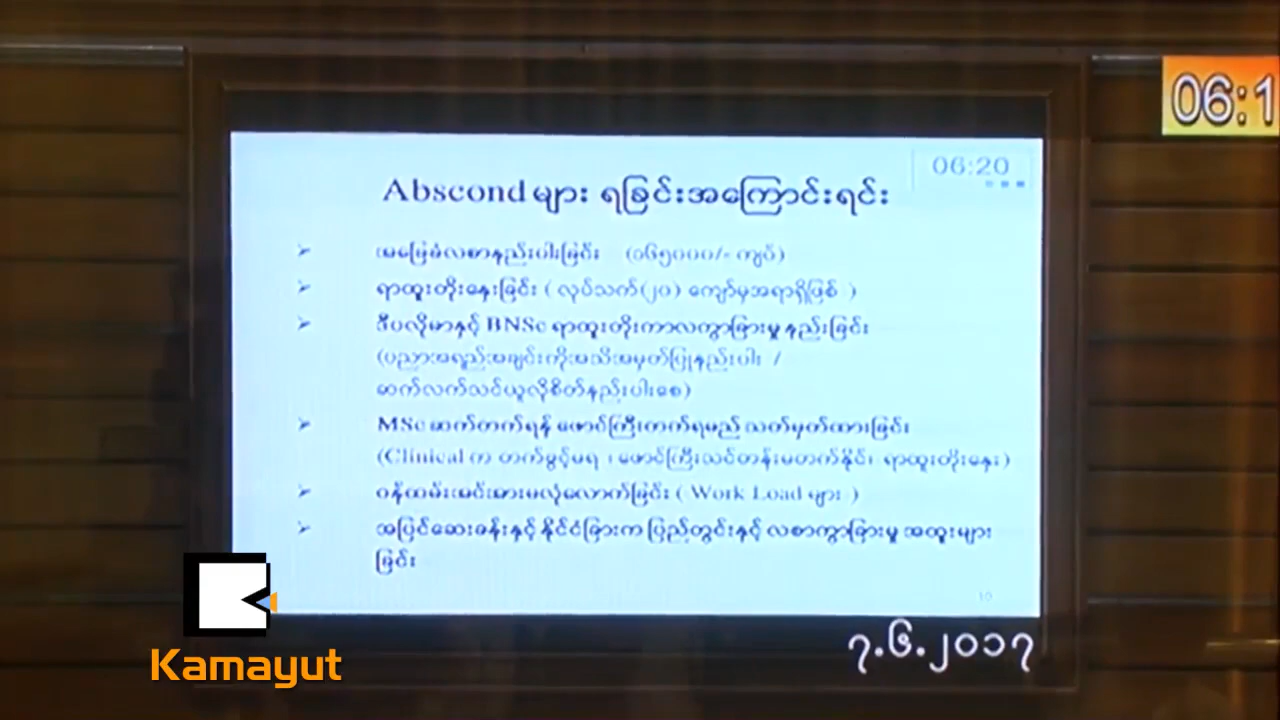 06:1
06:20
Abscond များ ရခြင်းအကြောင်းရင်း
➢ အခြေခံလစာနည်းပါးခြင်း (၁၆၅၀၀၀/- ကျပ်)
➢ ရာထူးတိုးနှေးခြင်း ( လုပ်သက်(၂၀) ကျော်မှအရာရှိဖြစ် )
➢ ဒီပလိုမာနှင့် BNSc ရာထူးတိုးကာလကွာခြားမှု နည်းခြင်း
(ပညာအရည်အချင်းကိုအသိအမှတ်ပြုနည်းပါး /
ဆက်လက်သင်ယူလိုစိတ်နည်းပါးစေ)
➢ MSc ဆက်တက်ရန် ဖောင်ကြီးတက်ရမည် သတ်မှတ်ထားခြင်း
(Clinical က တက်ခွင့်မရ ၊ ဖောင်ကြီးသင်တန်းမတက်နိုင်၊ ရာထူးတိုးနှေး)
➢ ဝန်ထမ်းအင်အားမလုံလောက်ခြင်း ( Work Load များ )
➢ အပြင်ဆေးခန်းနှင့် နိုင်ငံခြားက ပြည်တွင်းနှင့် လစာကွာခြားမှု အထူးများ
ခြင်း
10
၇.၆.၂၀၁၇
Kamayut